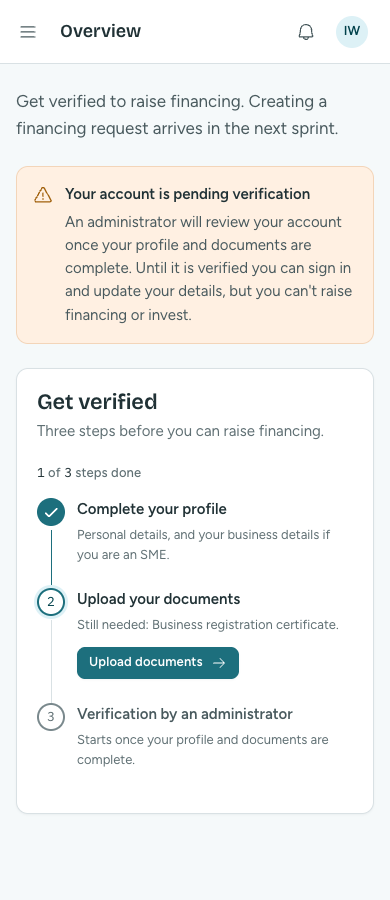 Overview
IW
Get verified to raise financing. Creating a
financing request arrives in the next sprint.
Your account is pending verification
An administrator will review your account
once your profile and documents are
complete. Until it is verified you can sign in
and update your details, but you can't raise
financing or invest.
Get verified
Three steps before you can raise financing.
1 of 3 steps done
Complete your profile
Personal details, and your business details if
you are an SME.
2
Upload your documents
Still needed: Business registration certificate.
Upload documents
3
Verification by an administrator
Starts once your profile and documents are
complete.